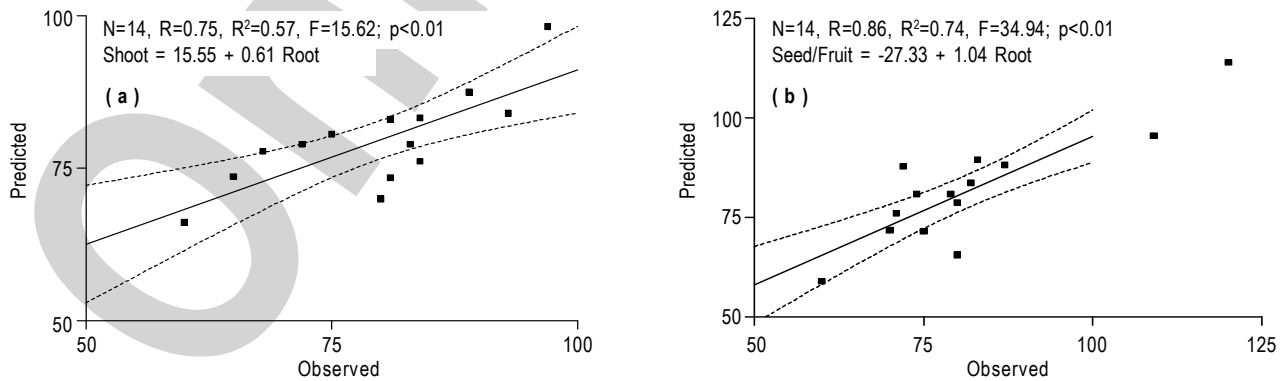 N=14, R=0.75, R²=0.57, F=15.62; p<0.01
Shoot = 15.55 + 0.61 Root
(a)
100
75
50
Predicted
50 75 100
Observed
N=14, R=0.86, R²=0.74, F=34.94; p<0.01
Seed/Fruit = -27.33 + 1.04 Root
(b)
125
100
75
50
Predicted
50 75 100 125
Observed